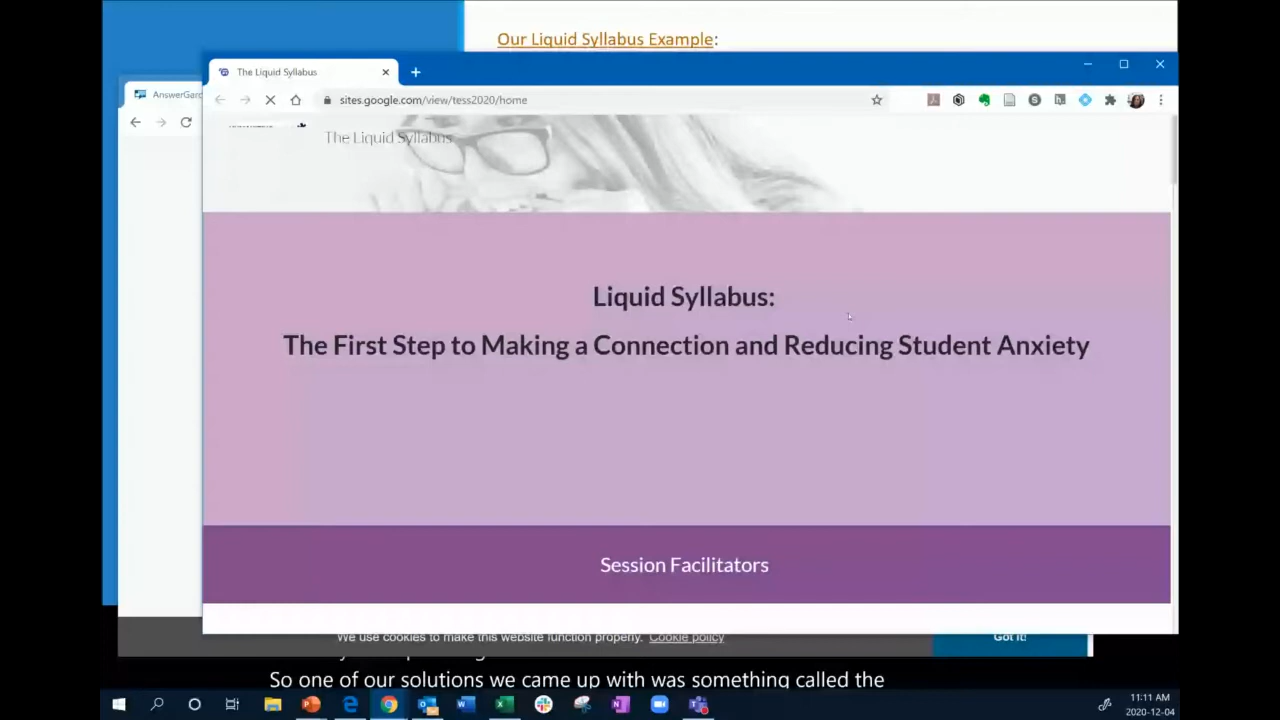 Our Liquid Syllabus Example:
The Liquid Syllabus
AnswerGard
sites.google.com/view/tess2020/home
The Liquid Syllabus
Liquid Syllabus:
The First Step to Making a Connection and Reducing Student Anxiety
Session Facilitators
We use cookies to make this website function properly. Cookie policy
Got it!
So one of our solutions we came up with was something called the
11:11 AM
2020-12-04